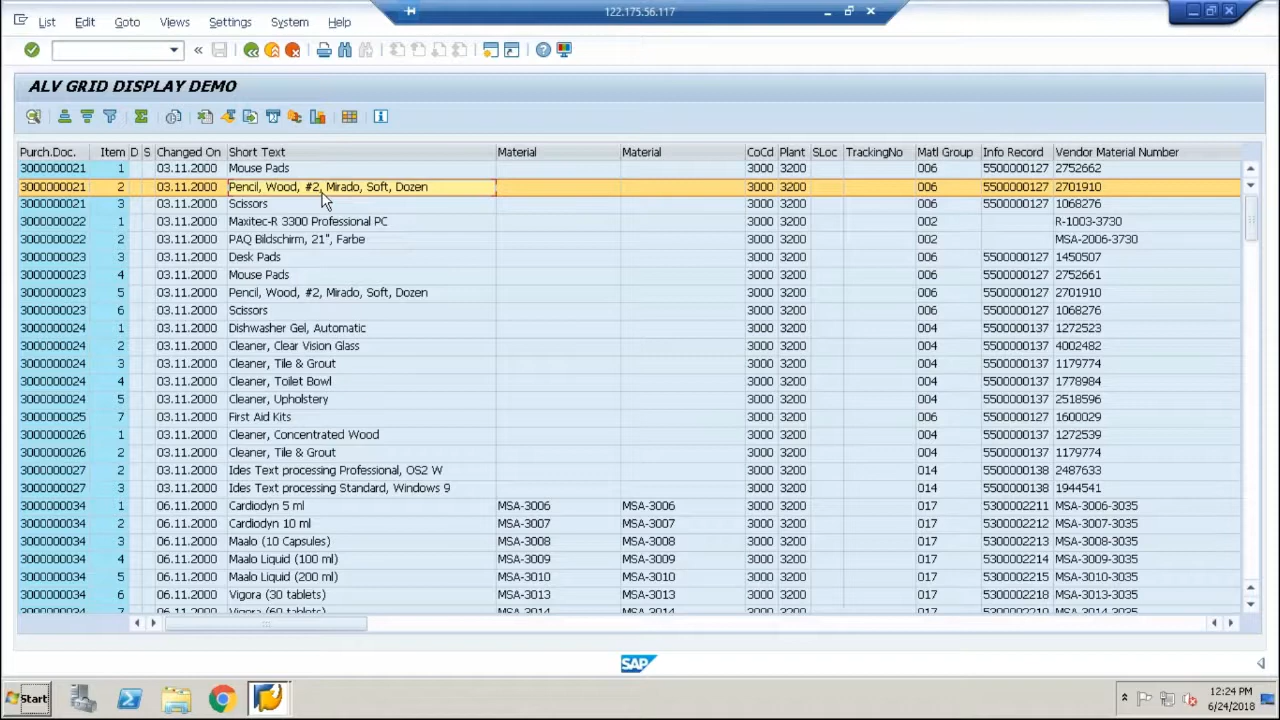 122.175.56.117
List Edit Goto Views Settings System Help
ALV GRID DISPLAY DEMO
Purch.Doc. Item D S Changed On Short Text Material Material CoCd Plant SLoc TrackingNo Matl Group Info Record Vendor Material Number
3000000021 1 03.11.2000 Mouse Pads 3000 3200 006 5500000127 2752662
3000000021 2 03.11.2000 Pencil, Wood, #2, Mirado, Soft, Dozen 3000 3200 006 5500000127 2701910
3000000021 3 03.11.2000 Scissors 3000 3200 006 5500000127 1068276
3000000022 1 03.11.2000 Maxitec-R 3300 Professional PC 3000 3200 002 R-1003-3730
3000000022 2 03.11.2000 PAQ Bildschirm, 21", Farbe 3000 3200 002 MSA-2006-3730
3000000023 3 03.11.2000 Desk Pads 3000 3200 006 5500000127 1450507
3000000023 4 03.11.2000 Mouse Pads 3000 3200 006 5500000127 2752661
3000000023 5 03.11.2000 Pencil, Wood, #2, Mirado, Soft, Dozen 3000 3200 006 5500000127 2701910
3000000023 6 03.11.2000 Scissors 3000 3200 006 5500000127 1068276
3000000024 1 03.11.2000 Dishwasher Gel, Automatic 3000 3200 004 5500000137 1272523
3000000024 2 03.11.2000 Cleaner, Clear Vision Glass 3000 3200 004 5500000137 4002482
3000000024 3 03.11.2000 Cleaner, Tile & Grout 3000 3200 004 5500000137 1179774
3000000024 4 03.11.2000 Cleaner, Toilet Bowl 3000 3200 004 5500000137 1778984
3000000024 5 03.11.2000 Cleaner, Upholstery 3000 3200 004 5500000137 2518596
3000000025 7 03.11.2000 First Aid Kits 3000 3200 006 5500000127 1600029
3000000026 1 03.11.2000 Cleaner, Concentrated Wood 3000 3200 004 5500000137 1272539
3000000026 2 03.11.2000 Cleaner, Tile & Grout 3000 3200 004 5500000137 1179774
3000000027 2 03.11.2000 Ides Text processing Professional, OS2 W 3000 3200 014 5500000138 2487633
3000000027 3 03.11.2000 Ides Text processing Standard, Windows 9 3000 3200 014 5500000138 1944541
3000000034 1 06.11.2000 Cardiodyn 5 ml MSA-3006 MSA-3006 3000 3200 017 5300002211 MSA-3006-3035
3000000034 2 06.11.2000 Cardiodyn 10 ml MSA-3007 MSA-3007 3000 3200 017 5300002212 MSA-3007-3035
3000000034 3 06.11.2000 Maalo (10 Capsules) MSA-3008 MSA-3008 3000 3200 017 5300002213 MSA-3008-3035
3000000034 4 06.11.2000 Maalo Liquid (100 ml) MSA-3009 MSA-3009 3000 3200 017 5300002214 MSA-3009-3035
3000000034 5 06.11.2000 Maalo Liquid (200 ml) MSA-3010 MSA-3010 3000 3200 017 5300002215 MSA-3010-3035
3000000034 6 06.11.2000 Vigora (30 tablets) MSA-3013 MSA-3013 3000 3200 017 5300002218 MSA-3013-3035
3000000034 7 06.11.2000 Vigora (60 tablets) MSA-3014 MSA-3014 3000 3200 017 MSA-3014-3035
SAP
Start
12:24 PM
6/24/2018